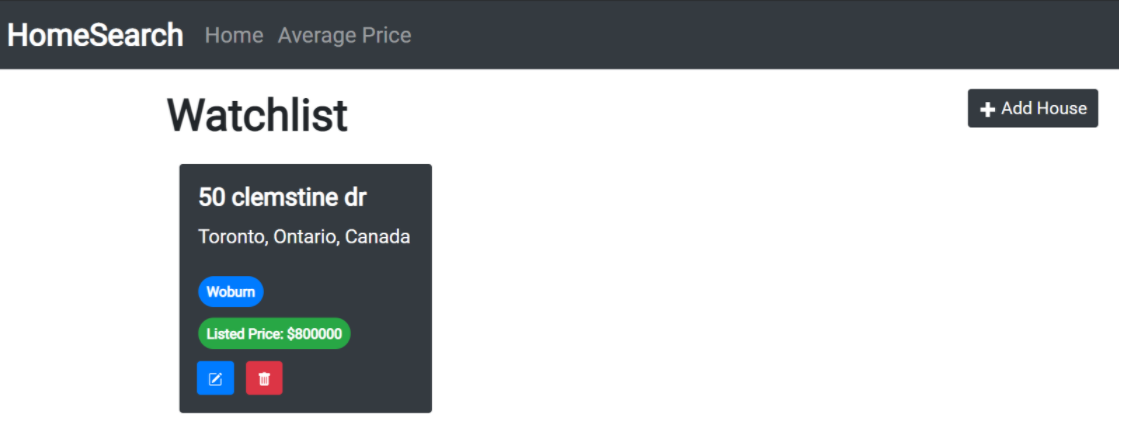 HomeSearch Home Average Price
Watchlist
+ Add House
50 clemstine dr
Toronto, Ontario, Canada
Woburn
Listed Price: $800000